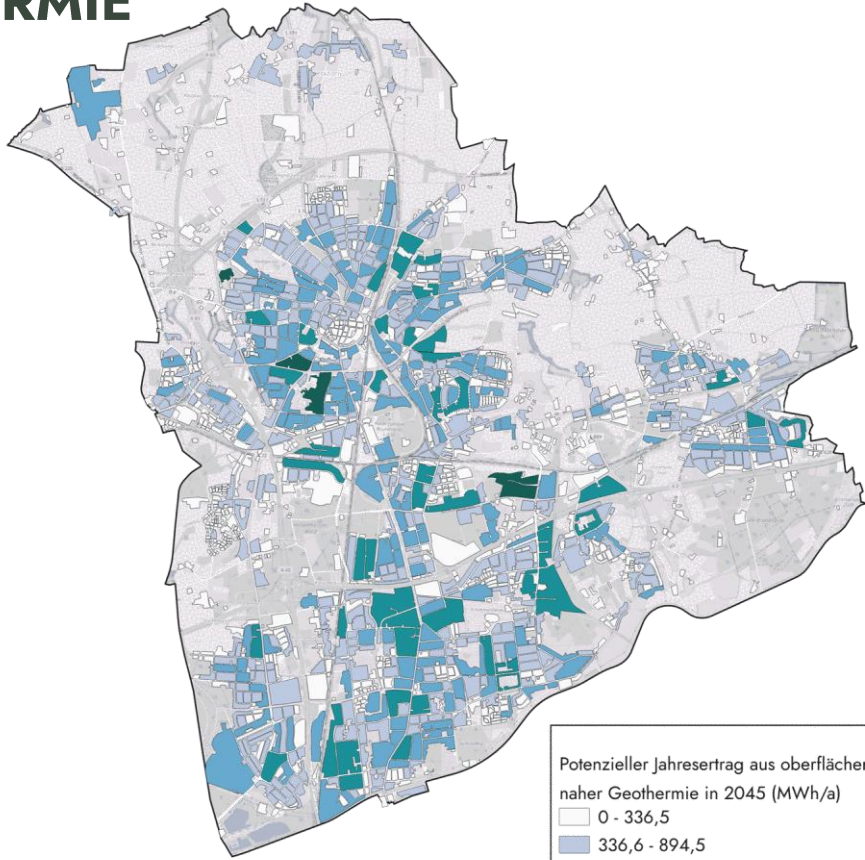 RMIE
Potenzieller Jahresertrag aus oberflächen
naher Geothermie in 2045 (MWh/a)
0 - 336,5
336,6 - 894,5